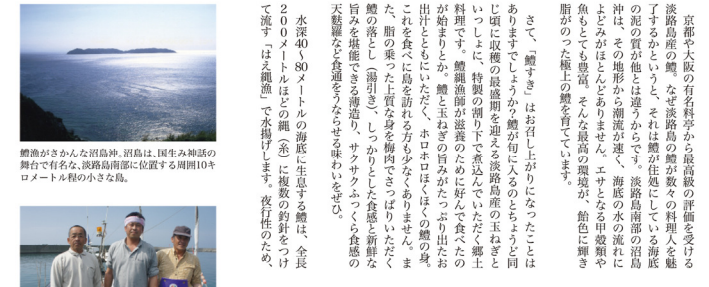 京都や大阪の有名料亭から最高級の評価を受ける
淡路島産の鱧。なぜ淡路島の鱧が数々の料理人を魅
了するかというと、それは鱧が住処にしている海底
の泥の質が他とは違うからです。淡路島南部の沼島
沖は、その地形から潮流が速く、海底の水の流れに
よどみがほとんどありません。エサとなる甲殻類や
魚もとても豊富。そんな最高の環境が、飴色に輝き
脂がのった極上の鱧を育てています。
さて、「鱧すき」はお召し上がりになったことは
ありますでしょうか?鱧が旬に入るのとちょうど同
じ頃に収穫の最盛期を迎える淡路島産の玉ねぎと
いっしょに、特製の割り下で煮込んでいただく郷土
料理です。鱧縄漁師が滋養のために好んで食べたの
が始まりとか。鱧と玉ねぎの旨みがたっぷり出たお
出汁とともにいただく、ホロホロほくほくの鱧の身。
これを食べに島を訪れる方も少なくありません。ま
た、脂の乗った上質な身を梅肉でさっぱりいただく
鱧の落とし（湯引き）、しっかりとした食感と新鮮な
旨みを堪能できる薄造り、サクサクふっくら食感の
天麩羅など食通をうならせる味わいをぜひ。
水深40～80メートルの海底に生息する鱧は、全長
200メートルほどの縄（糸）に複数の釣針をつけ
て流す「はえ縄漁」で水揚げします。夜行性のため、
鱧漁がさかんな沼島沖。沼島は、国生み神話の
舞台で有名な、淡路島南部に位置する周囲10キ
ロメートル程の小さな島。